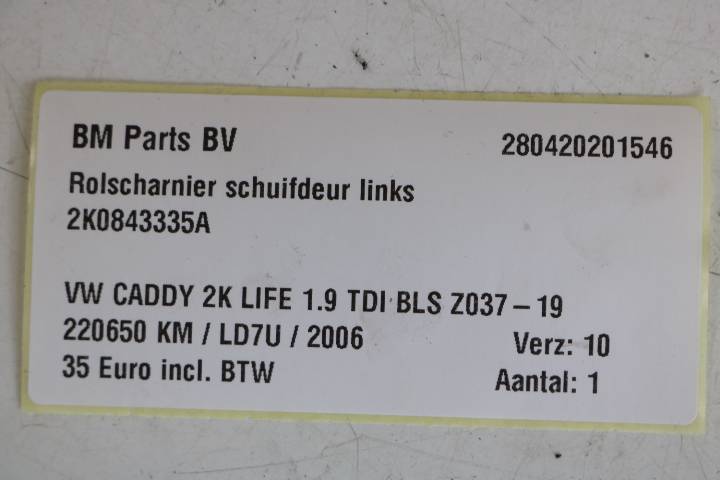 BM Parts BV 280420201546
Rolscharnier schuifdeur links
2K0843335A
VW CADDY 2K LIFE 1.9 TDI BLS Z037 – 19
220650 KM / LD7U / 2006 Verz: 10
35 Euro incl. BTW Aantal: 1